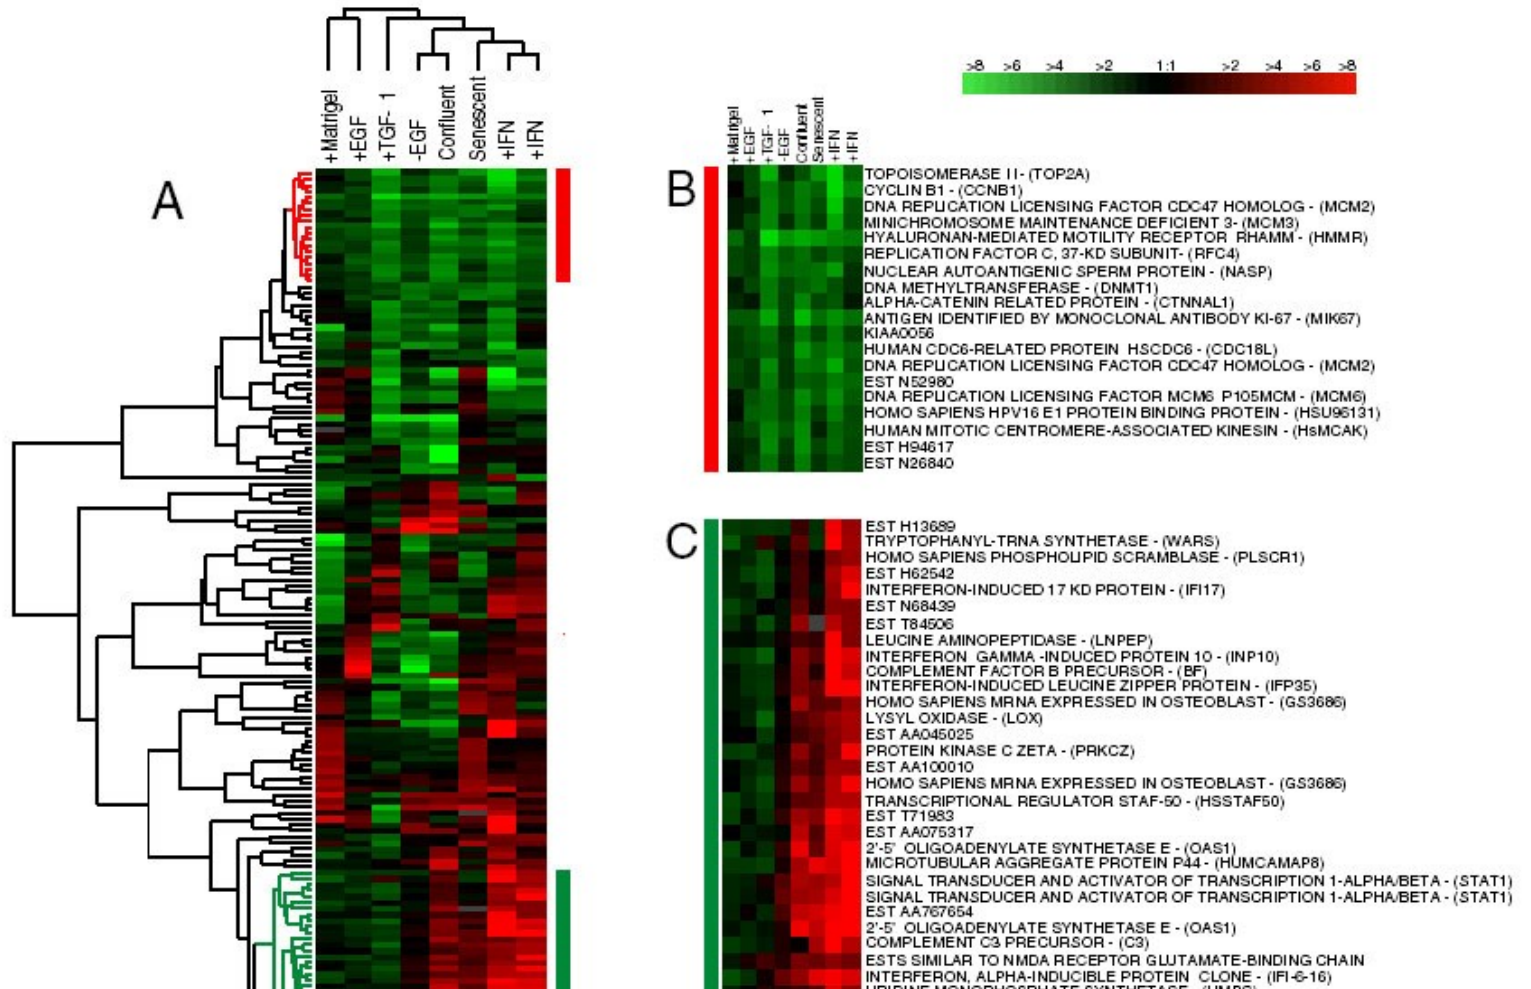 >8 >6 >4 >2 1:1 >2 >4 >6 >8
+Matrigel
+EGF
+TGF- 1
-EGF
Confluent
Senescent
+IFN
+IFN
A
+Matrigel
+EGF
+TGF- 1
-EGF
Confluent
Senescent
+IFN
+IFN
B
TOPOISOMERASE II- (TOP2A)
CYCLIN B1 - (CCNB1)
DNA REPLICATION LICENSING FACTOR CDC47 HOMOLOG - (MCM2)
MINICHROMOSOME MAINTENANCE DEFICIENT 3- (MCM3)
HYALURONAN-MEDIATED MOTILITY RECEPTOR RHAMM - (HMMR)
REPLICATION FACTOR C, 37-KD SUBUNIT- (RFC4)
NUCLEAR AUTOANTIGENIC SPERM PROTEIN - (NASP)
DNA METHYLTRANSFERASE - (DNMT1)
ALPHA-CATENIN RELATED PROTEIN - (CTNNAL1)
ANTIGEN IDENTIFIED BY MONOCLONAL ANTIBODY KI-67 - (MIK67)
KIAA0056
HUMAN CDC6-RELATED PROTEIN HSCDC6 - (CDC18L)
DNA REPLICATION LICENSING FACTOR CDC47 HOMOLOG - (MCM2)
EST N52980
DNA REPLICATION LICENSING FACTOR MCM6 P105MCM - (MCM6)
HOMO SAPIENS HPV16 E1 PROTEIN BINDING PROTEIN - (HSU96131)
HUMAN MITOTIC CENTROMERE-ASSOCIATED KINESIN - (HsMCAK)
EST H94617
EST N26840
C
EST H13689
TRYPTOPHANYL-TRNA SYNTHETASE - (WARS)
HOMO SAPIENS PHOSPHOLIPID SCRAMBLASE - (PLSCR1)
EST H62542
INTERFERON-INDUCED 17 KD PROTEIN - (IFI17)
EST N68439
EST T84506
LEUCINE AMINOPEPTIDASE - (LNPEP)
INTERFERON GAMMA -INDUCED PROTEIN 10 - (INP10)
COMPLEMENT FACTOR B PRECURSOR - (BF)
INTERFERON-INDUCED LEUCINE ZIPPER PROTEIN - (IFP35)
HOMO SAPIENS MRNA EXPRESSED IN OSTEOBLAST - (GS3686)
LYSYL OXIDASE - (LOX)
EST AA045025
PROTEIN KINASE C ZETA - (PRKCZ)
EST AA100010
HOMO SAPIENS MRNA EXPRESSED IN OSTEOBLAST - (GS3686)
TRANSCRIPTIONAL REGULATOR STAF-50 - (HSSTAF50)
EST T71983
EST AA075317
2'-5' OLIGOADENYLATE SYNTHETASE E - (OAS1)
MICROTUBULAR AGGREGATE PROTEIN P44 - (HUMCAMAP8)
SIGNAL TRANSDUCER AND ACTIVATOR OF TRANSCRIPTION 1-ALPHA/BETA - (STAT1)
SIGNAL TRANSDUCER AND ACTIVATOR OF TRANSCRIPTION 1-ALPHA/BETA - (STAT1)
EST AA767654
2'-5' OLIGOADENYLATE SYNTHETASE E - (OAS1)
COMPLEMENT C3 PRECURSOR - (C3)
ESTS SIMILAR TO NMDA RECEPTOR GLUTAMATE-BINDING CHAIN
INTERFERON, ALPHA-INDUCIBLE PROTEIN CLONE - (IFI-6-16)